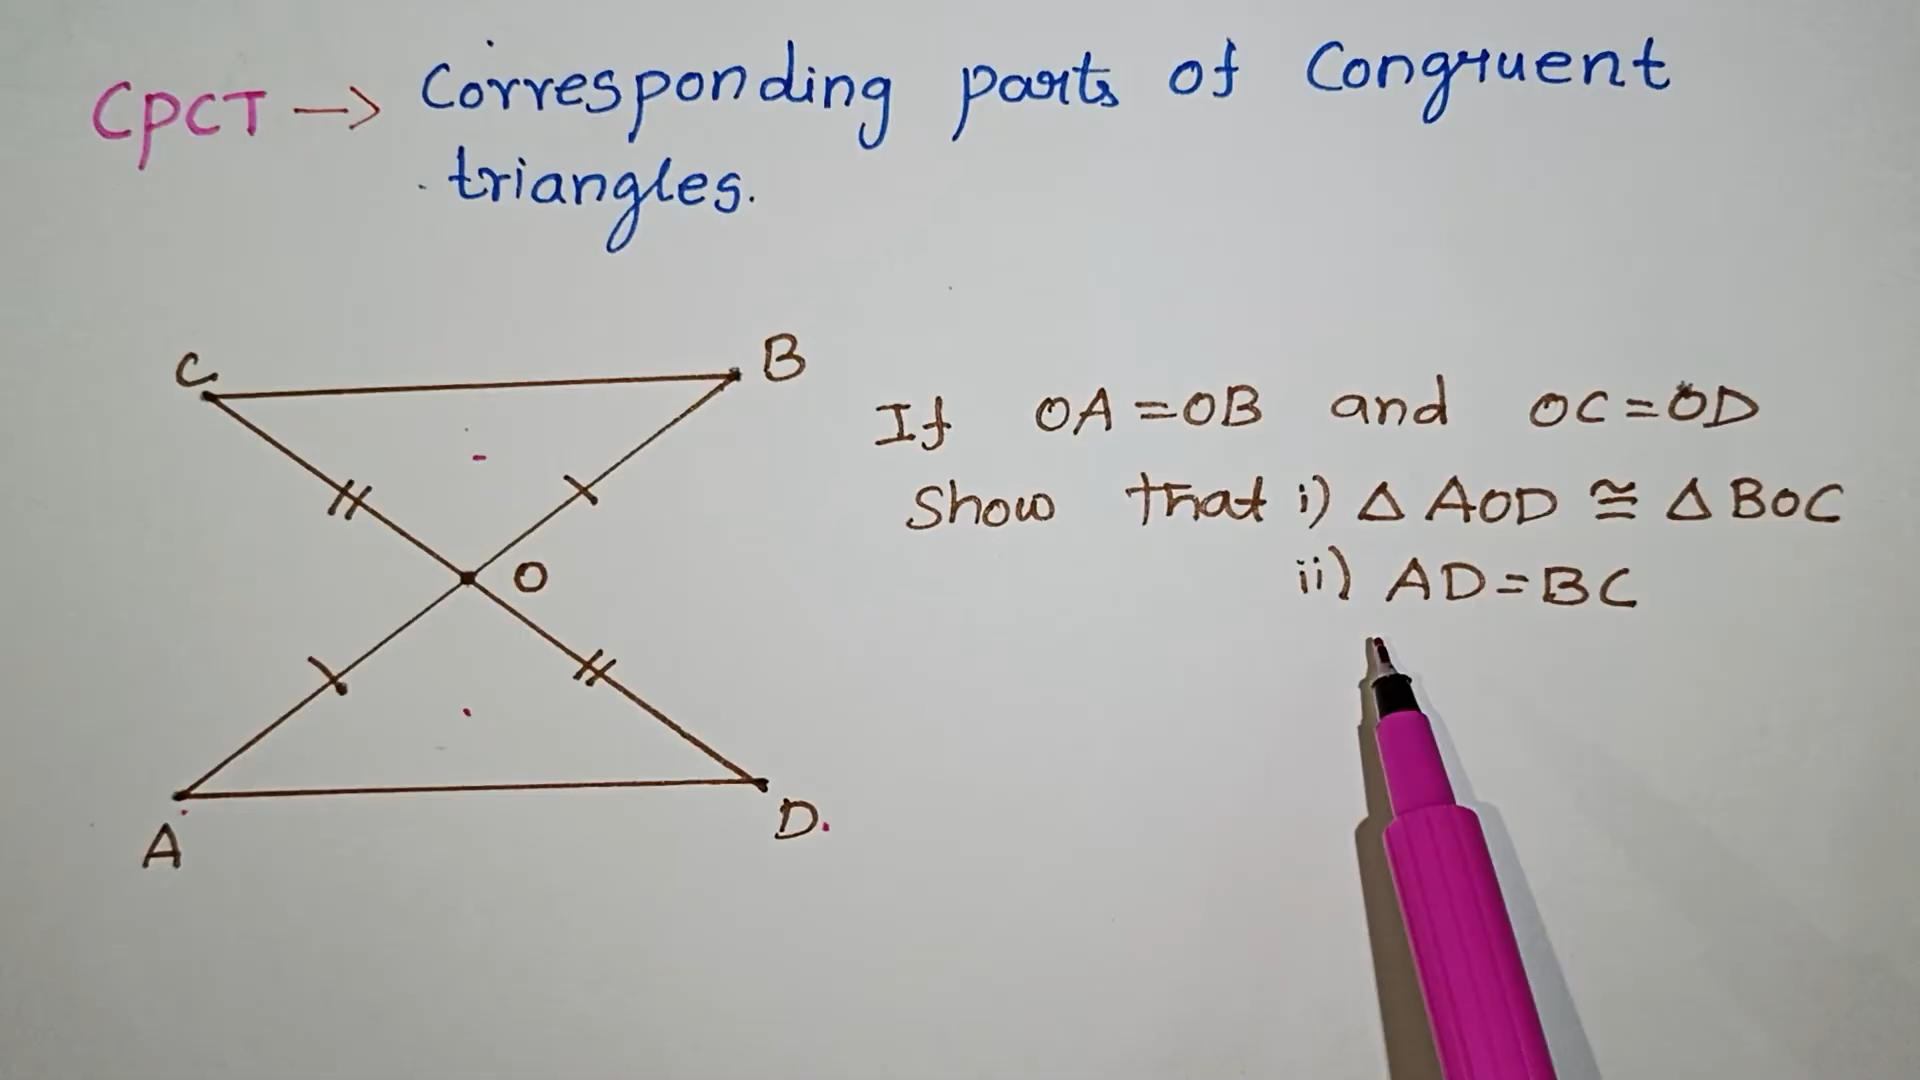 CPCT → Corresponding parts of Congruent
triangles.
C
B
If OA = OB and OC = OD
Show that i) △ AOD ≅ △ BOC
ii) AD = BC
O
A
D